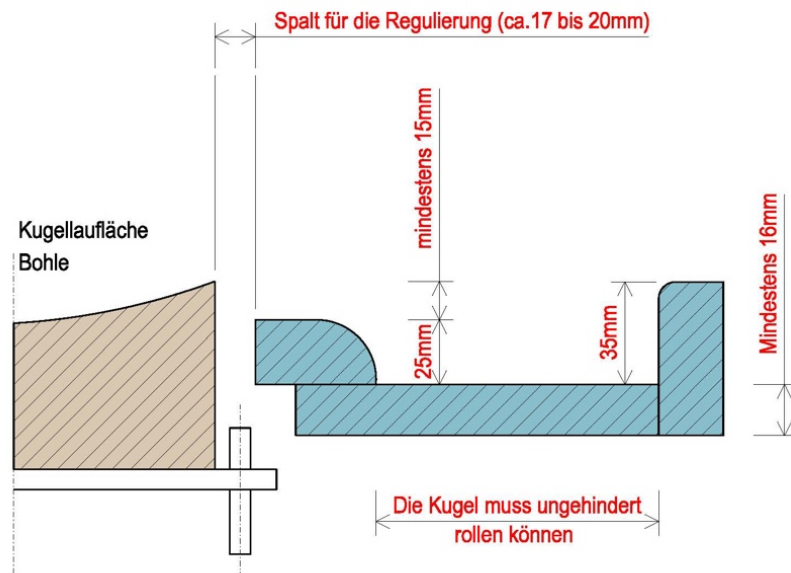 Spalt für die Regulierung (ca.17 bis 20mm)
mindestens 15mm
Kugellaufläche
Bohle
25mm
35mm
Mindestens 16mm
Die Kugel muss ungehindert
rollen können